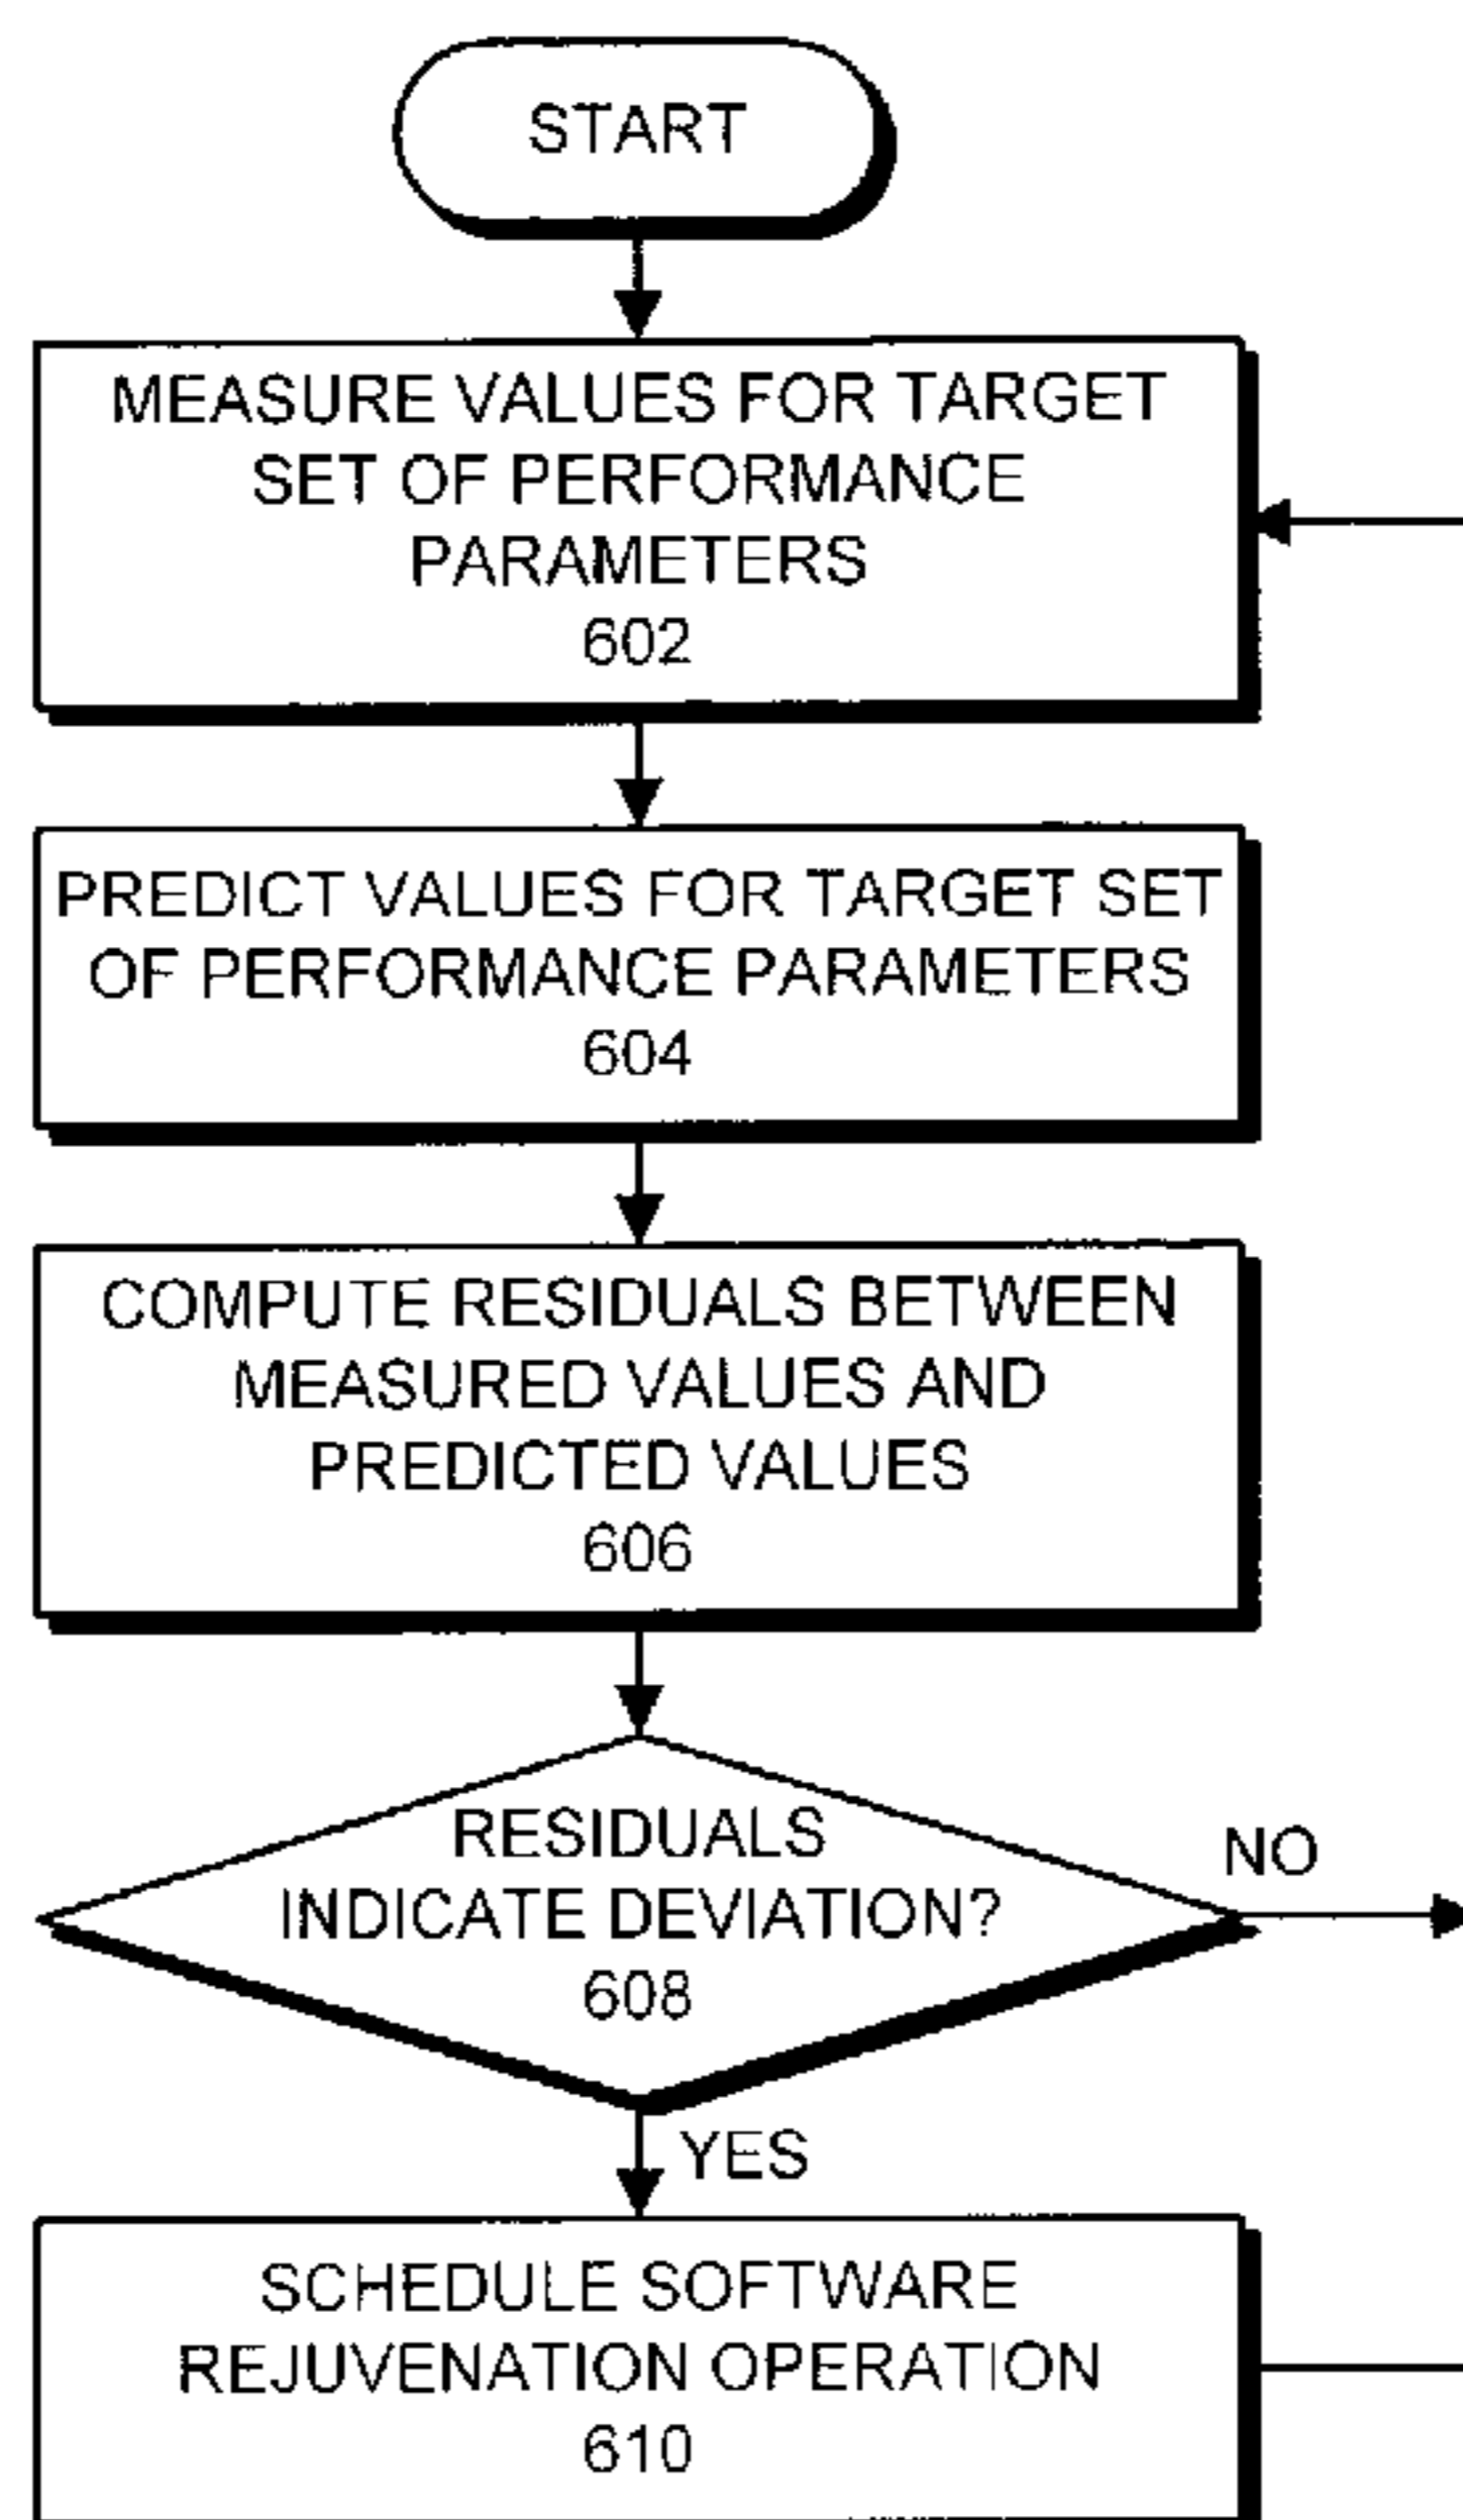 START
MEASURE VALUES FOR TARGET
SET OF PERFORMANCE
PARAMETERS
602
PREDICT VALUES FOR TARGET SET
OF PERFORMANCE PARAMETERS
604
COMPUTE RESIDUALS BETWEEN
MEASURED VALUES AND
PREDICTED VALUES
606
RESIDUALS
INDICATE DEVIATION?
608
NO
YES
SCHEDULE SOFTWARE
REJUVENATION OPERATION
610